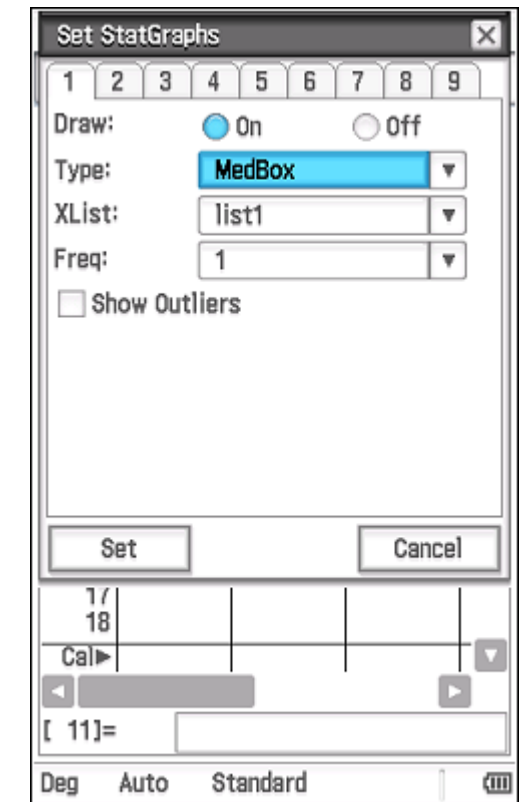 Set StatGraphs
1 2 3 4 5 6 7 8 9
Draw: On Off
Type: MedBox
XList: list1
Freq: 1
Show Outliers
Set Cancel
17
18
Cal
[ 11]=
Deg Auto Standard